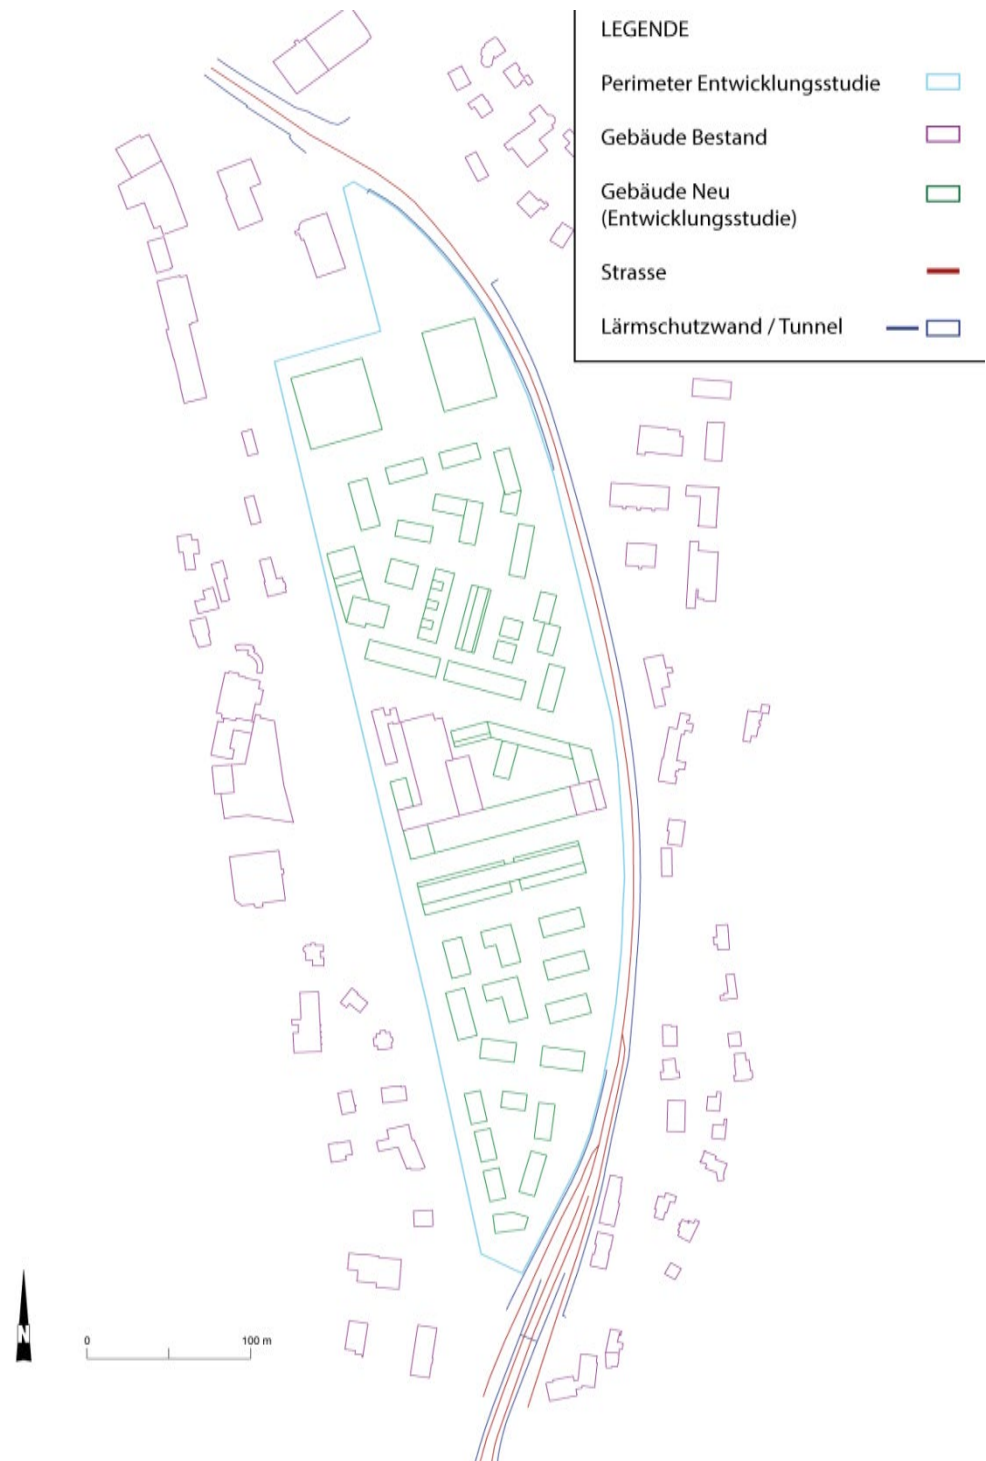 LEGENDE
Perimeter Entwicklungsstudie
Gebäude Bestand
Gebäude Neu
(Entwicklungsstudie)
Strasse
Lärmschutzwand / Tunnel
N
0 100 m